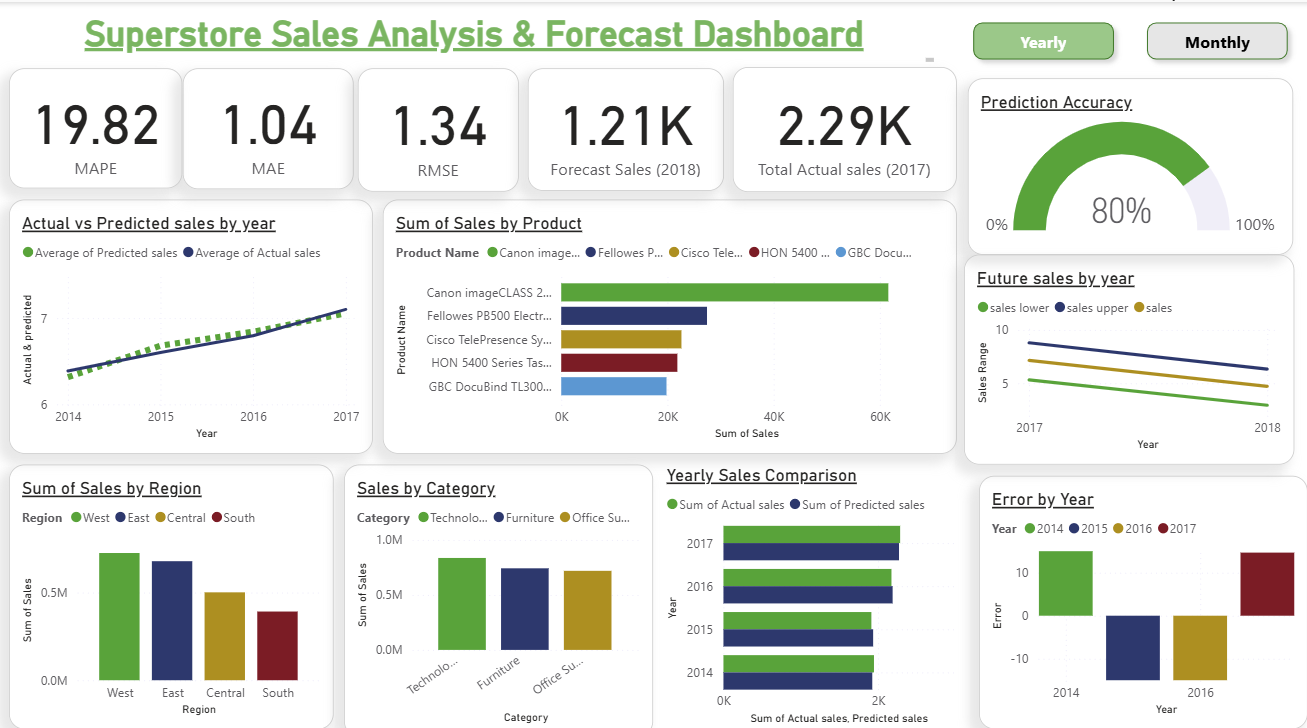 Superstore Sales Analysis & Forecast Dashboard
Yearly
Monthly
19.82
MAPE
1.04
MAE
1.34
RMSE
1.21K
Forecast Sales (2018)
2.29K
Total Actual sales (2017)
Prediction Accuracy
0%
80%
100%
Actual vs Predicted sales by year
Average of Predicted sales Average of Actual sales
Actual & predicted
7
6
2014 2015 2016 2017
Year
Sum of Sales by Product
Product Name Canon image... Fellowes P... Cisco Tele... HON 5400 ... GBC Docu...
Product Name
Canon imageCLASS 2...
Fellowes PB500 Electr...
Cisco TelePresence Sy...
HON 5400 Series Tas...
GBC DocuBind TL300...
0K 20K 40K 60K
Sum of Sales
Future sales by year
sales lower sales upper sales
Sales Range
10
5
2017 2018
Year
Sum of Sales by Region
Region West East Central South
Sum of Sales
0.5M
0.0M
West East Central South
Region
Sales by Category
Category Technolo... Furniture Office Su...
Sum of Sales
1.0M
0.5M
0.0M
Technolo... Furniture Office Su...
Category
Yearly Sales Comparison
Sum of Actual sales Sum of Predicted sales
Year
2017
2016
2015
2014
0K 2K
Sum of Actual sales, Predicted sales
Error by Year
Year 2014 2015 2016 2017
Error
10
0
-10
2014 2016
Year